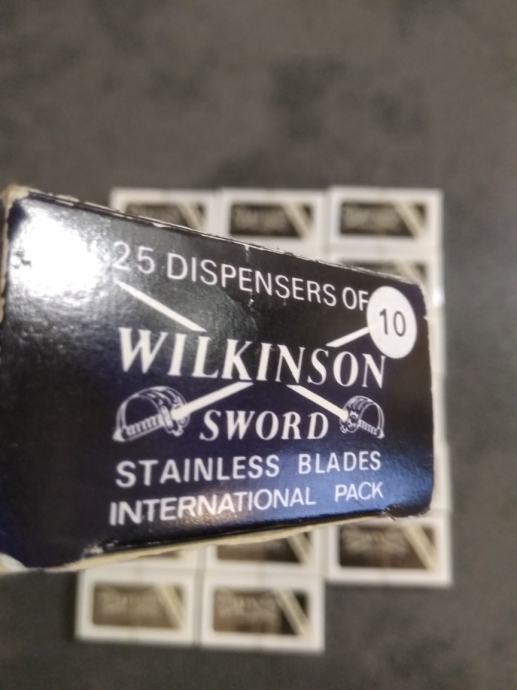 25 DISPENSERS OF 10
WILKINSON
SWORD
STAINLESS BLADES
INTERNATIONAL PACK